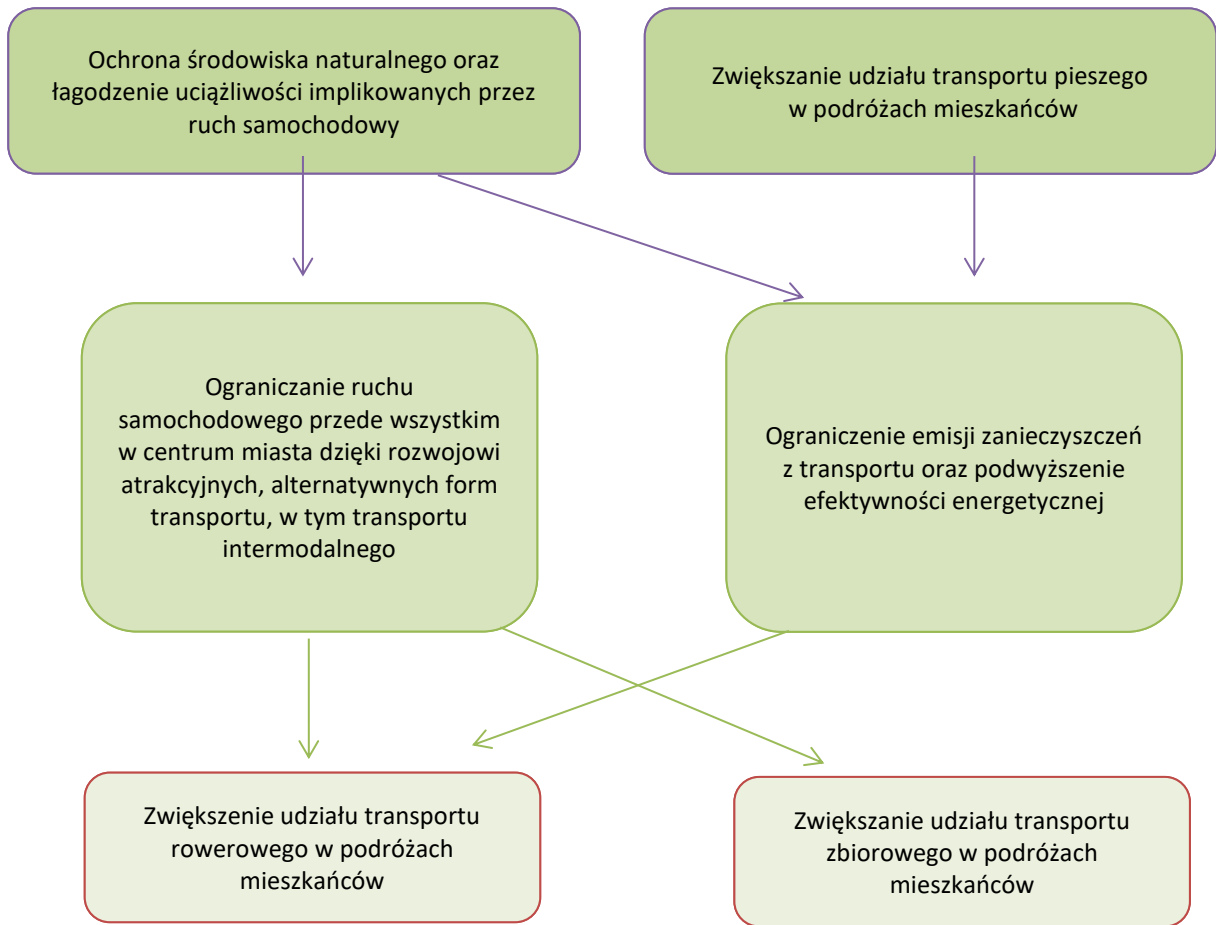 Ochrona środowiska naturalnego oraz
łagodzenie uciążliwości implikowanych przez
ruch samochodowy
Zwiększanie udziału transportu pieszego
w podróżach mieszkańców
Ograniczanie ruchu
samochodowego przede wszystkim
w centrum miasta dzięki rozwojowi
atrakcyjnych, alternatywnych form
transportu, w tym transportu
intermodalnego
Ograniczenie emisji zanieczyszczeń
z transportu oraz podwyższenie
efektywności energetycznej
Zwiększenie udziału transportu
rowerowego w podróżach
mieszkańców
Zwiększanie udziału transportu
zbiorowego w podróżach
mieszkańców